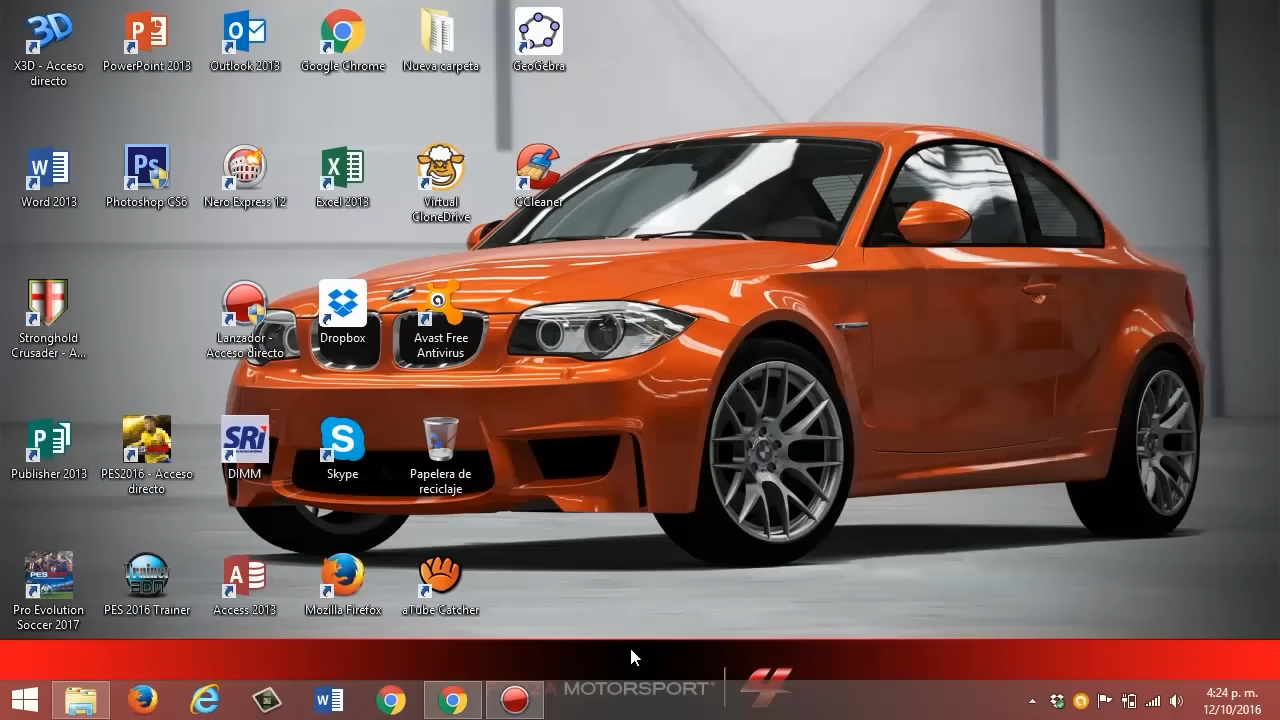 X3D - Acceso
directo
PowerPoint 2013
Outlook 2013
Google Chrome
Nueva carpeta
GeoGebra
Word 2013
Ps
Photoshop CS6
Nero Express 12
Excel 2013
Virtual
CloneDrive
CCleaner
Stronghold
Crusader - A...
Lanzador -
Acceso directo
Dropbox
Avast Free
Antivirus
Publisher 2013
PES2016 - Acceso
directo
SRi
DIMM
Skype
Papelera de
reciclaje
Pro Evolution
Soccer 2017
PES 2016 Trainer
Access 2013
Mozilla Firefox
aTube Catcher
MOTORSPORT
4
4:24 p. m.
12/10/2016